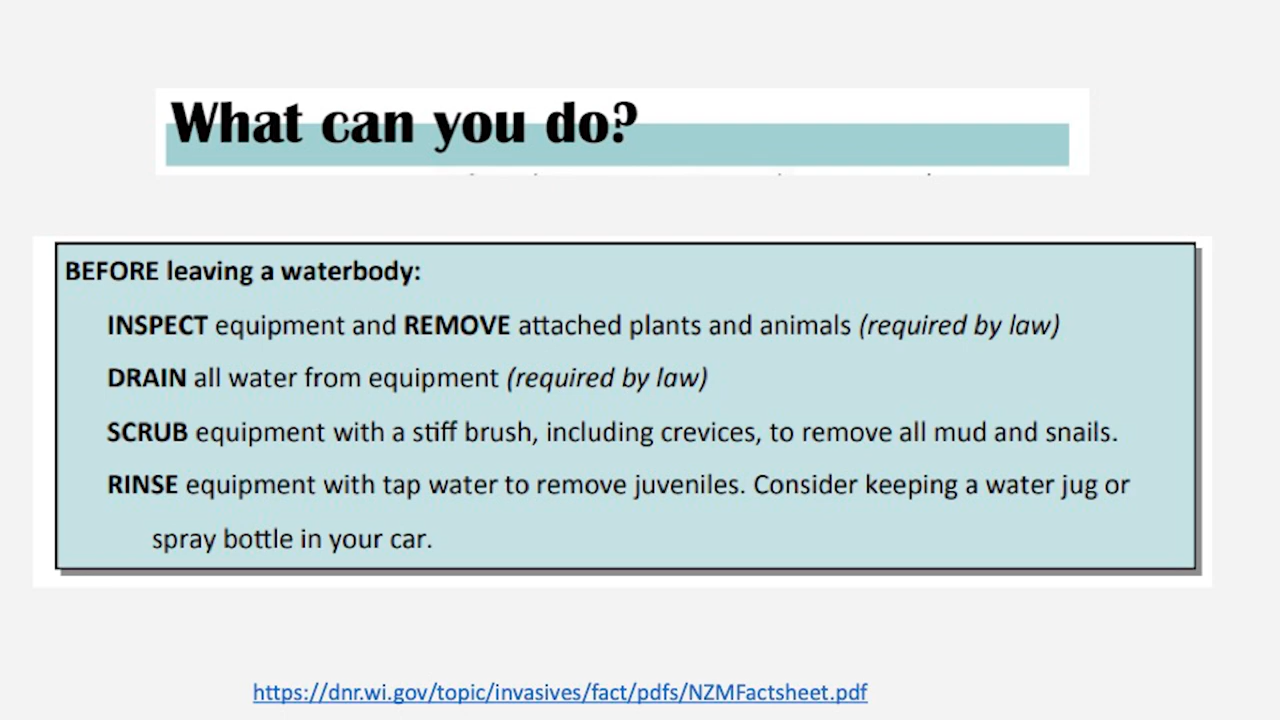 What can you do?
BEFORE leaving a waterbody:
INSPECT equipment and REMOVE attached plants and animals (required by law)
DRAIN all water from equipment (required by law)
SCRUB equipment with a stiff brush, including crevices, to remove all mud and snails.
RINSE equipment with tap water to remove juveniles. Consider keeping a water jug or
spray bottle in your car.
https://dnr.wi.gov/topic/invasives/fact/pdfs/NZMFactsheet.pdf